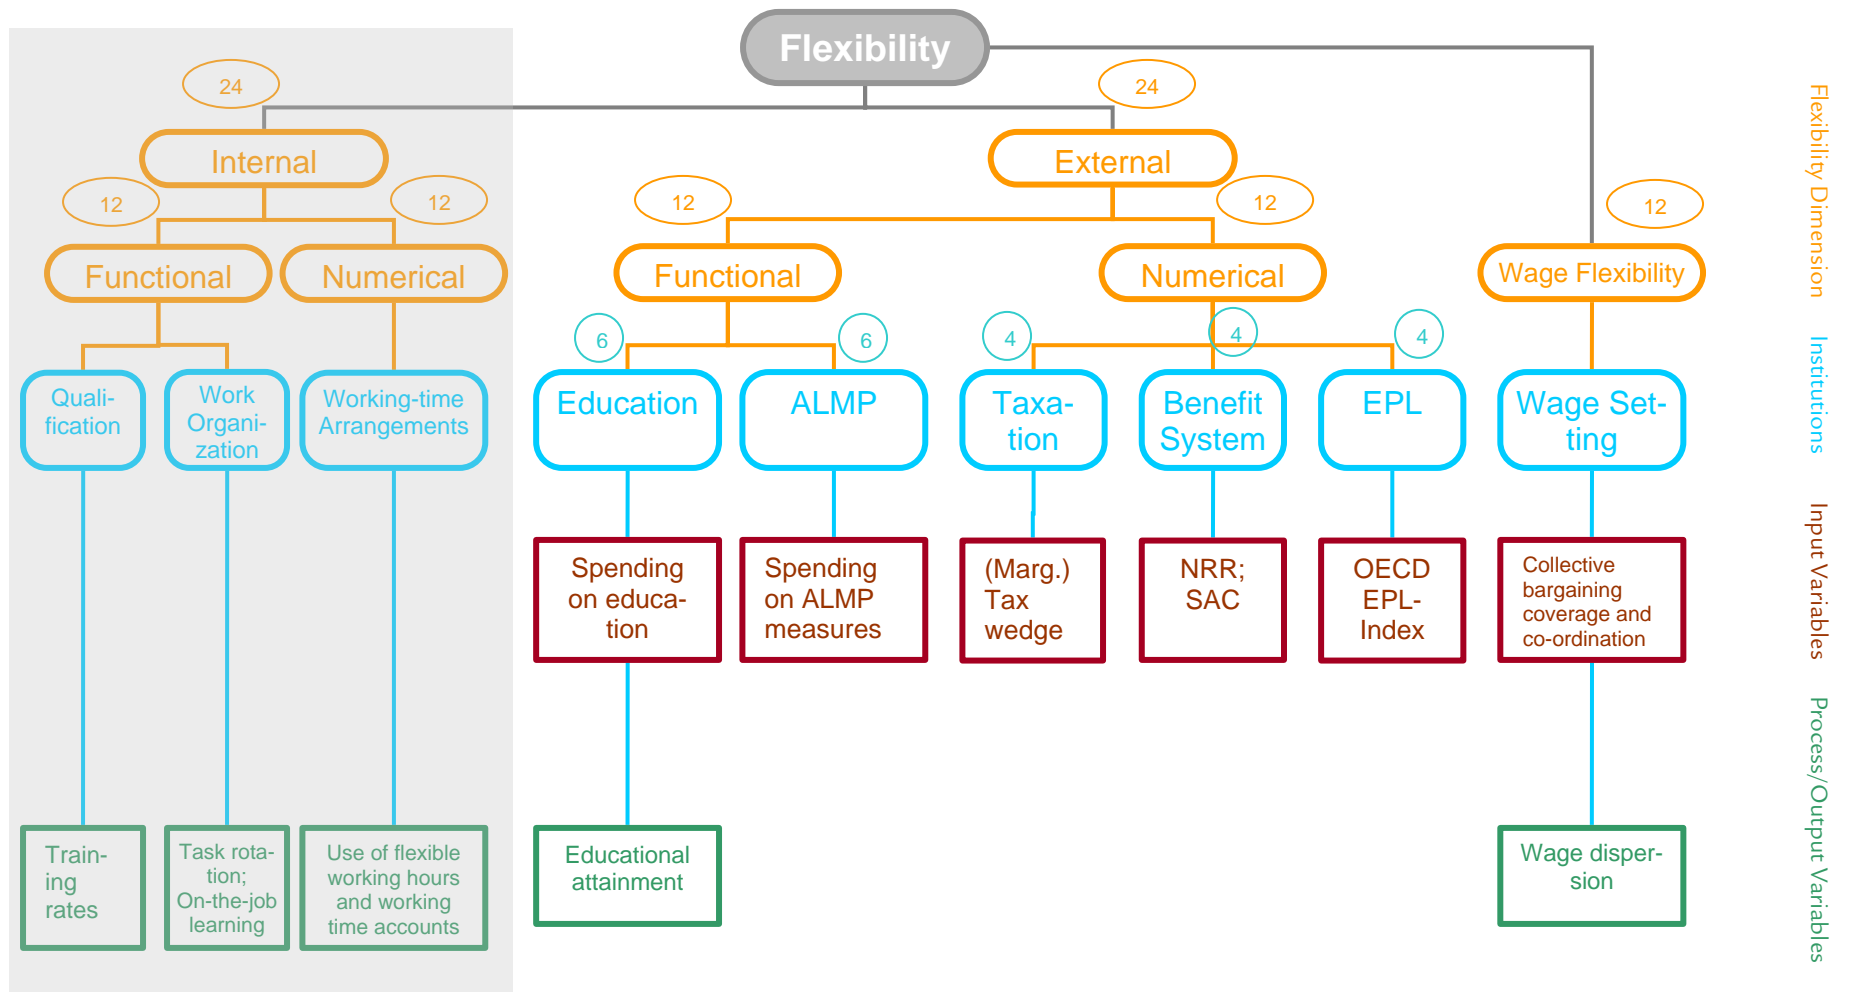 Flexibility
24
24
Internal
External
12
12
12
12
12
Functional
Numerical
Functional
Numerical
Wage Flexibility
6
6
4
4
4
Quali-
fication
Work
Organi-
zation
Working-time
Arrangements
Education
ALMP
Taxa-
tion
Benefit
System
EPL
Wage Set-
ting
Spending
on educa-
tion
Spending
on ALMP
measures
(Marg.)
Tax
wedge
NRR;
SAC
OECD
EPL-
Index
Collective
bargaining
coverage and
co-ordination
Train-
ing
rates
Task rota-
tion;
On-the-job
learning
Use of flexible
working hours
and working
time accounts
Educational
attainment
Wage disper-
sion
Flexibility Dimension
Institutions
Input Variables
Process/Output Variables